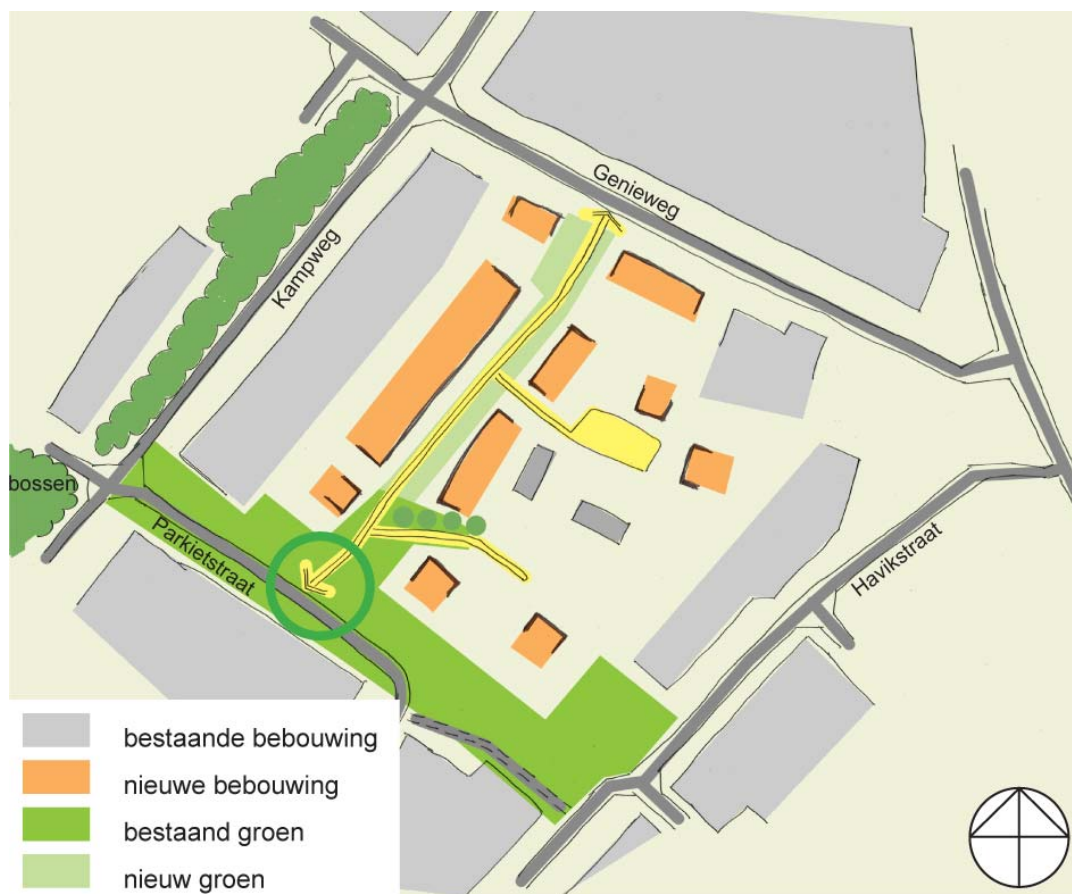 Genieweg
Kampweg
bossen
Parkietstraat
Havikstraat
bestaande bebouwing
nieuwe bebouwing
bestaand groen
nieuw groen